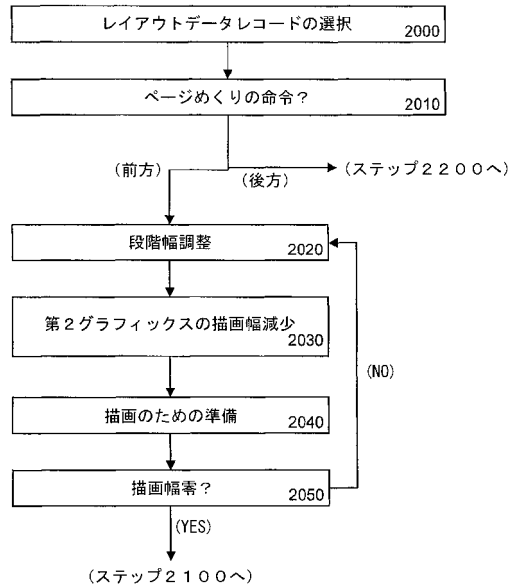 レイアウトデータレコードの選択
2000
ページめくりの命令？
2010
(前方)
(後方)
(ステップ２２００へ)
段階幅調整
2020
第２グラフィックスの描画幅減少
2030
(NO)
描画のための準備
2040
描画幅零？
2050
(YES)
(ステップ２１００へ)